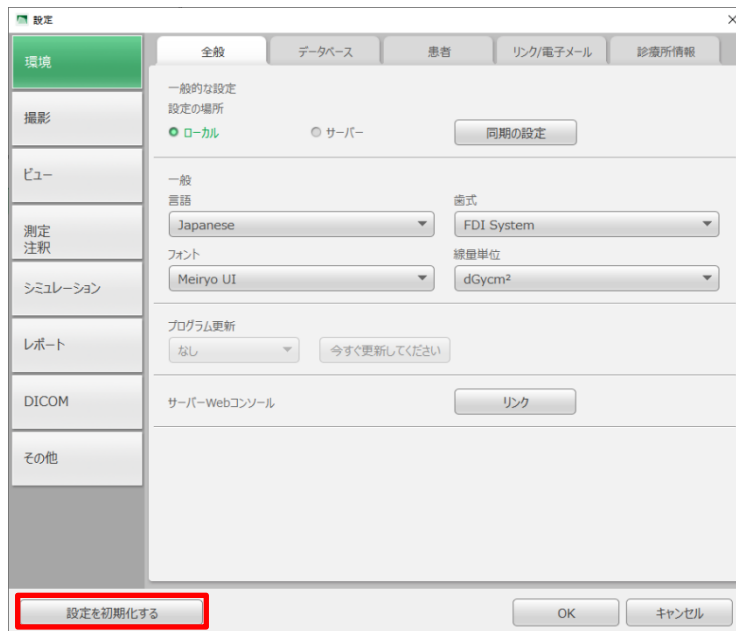 設定
環境
撮影
ビュー
測定
注釈
シミュレーション
レポート
DICOM
その他
全般
データベース
患者
リンク/電子メール
診療所情報
一般的な設定
設定の場所
ローカル
サーバー
同期の設定
一般
言語
歯式
Japanese
FDI System
フォント
線量単位
Meiryo UI
dGycm²
プログラム更新
なし
今すぐ更新してください
サーバーWebコンソール
リンク
設定を初期化する
OK
キャンセル